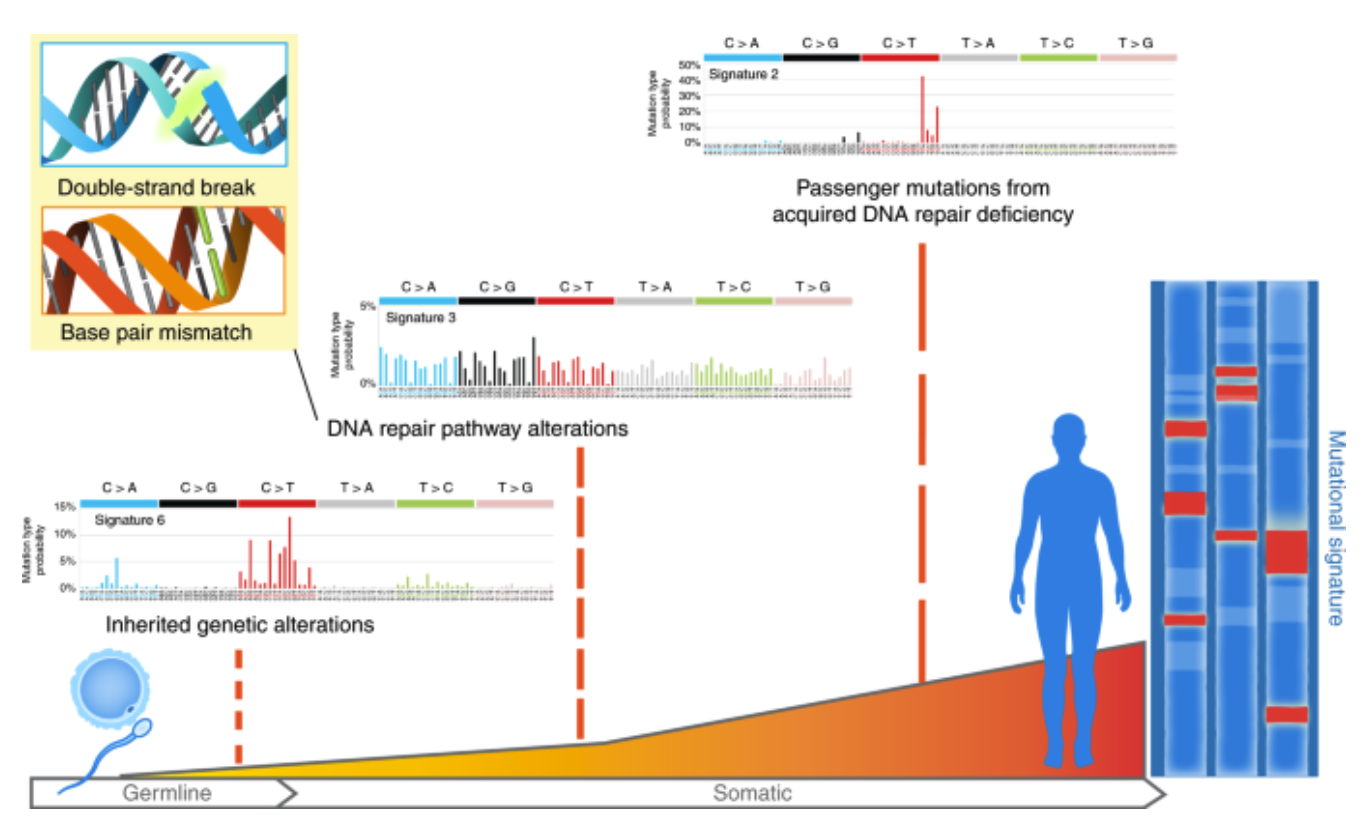 C > A C > G C > T T > A T > C T > G
Signature 2
Mutation type
probability
50%
40%
30%
20%
10%
0%
Passenger mutations from
acquired DNA repair deficiency
Double-strand break
Base pair mismatch
C > A C > G C > T T > A T > C T > G
Signature 3
Mutation type
probability
5%
0%
DNA repair pathway alterations
C > A C > G C > T T > A T > C T > G
Signature 6
Mutation type
probability
15%
10%
5%
0%
Inherited genetic alterations
Mutational signature
Germline
Somatic